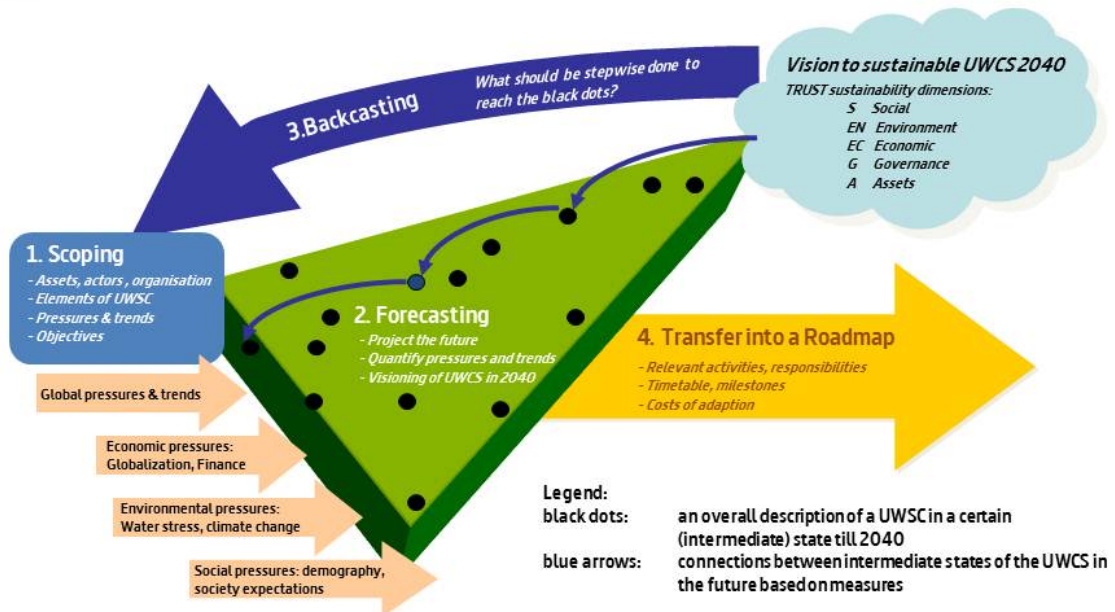 Vision to sustainable UWCS 2040
TRUST sustainability dimensions:
S Social
EN Environment
EC Economic
G Governance
A Assets
3.Backcasting
What should be stepwise done to
reach the black dots?
1. Scoping
- Assets, actors , organisation
- Elements of UWSC
- Pressures & trends
- Objectives
2. Forecasting
- Project the future
- Quantify pressures and trends
- Visioning of UWCS in 2040
4. Transfer into a Roadmap
- Relevant activities, responsibilities
- Timetable, milestones
- Costs of adaption
Global pressures & trends
Economic pressures:
Globalization, Finance
Environmental pressures:
Water stress, climate change
Social pressures: demography,
society expectations
Legend:
black dots: an overall description of a UWSC in a certain
(intermediate) state till 2040
blue arrows: connections between intermediate states of the UWCS in
the future based on measures